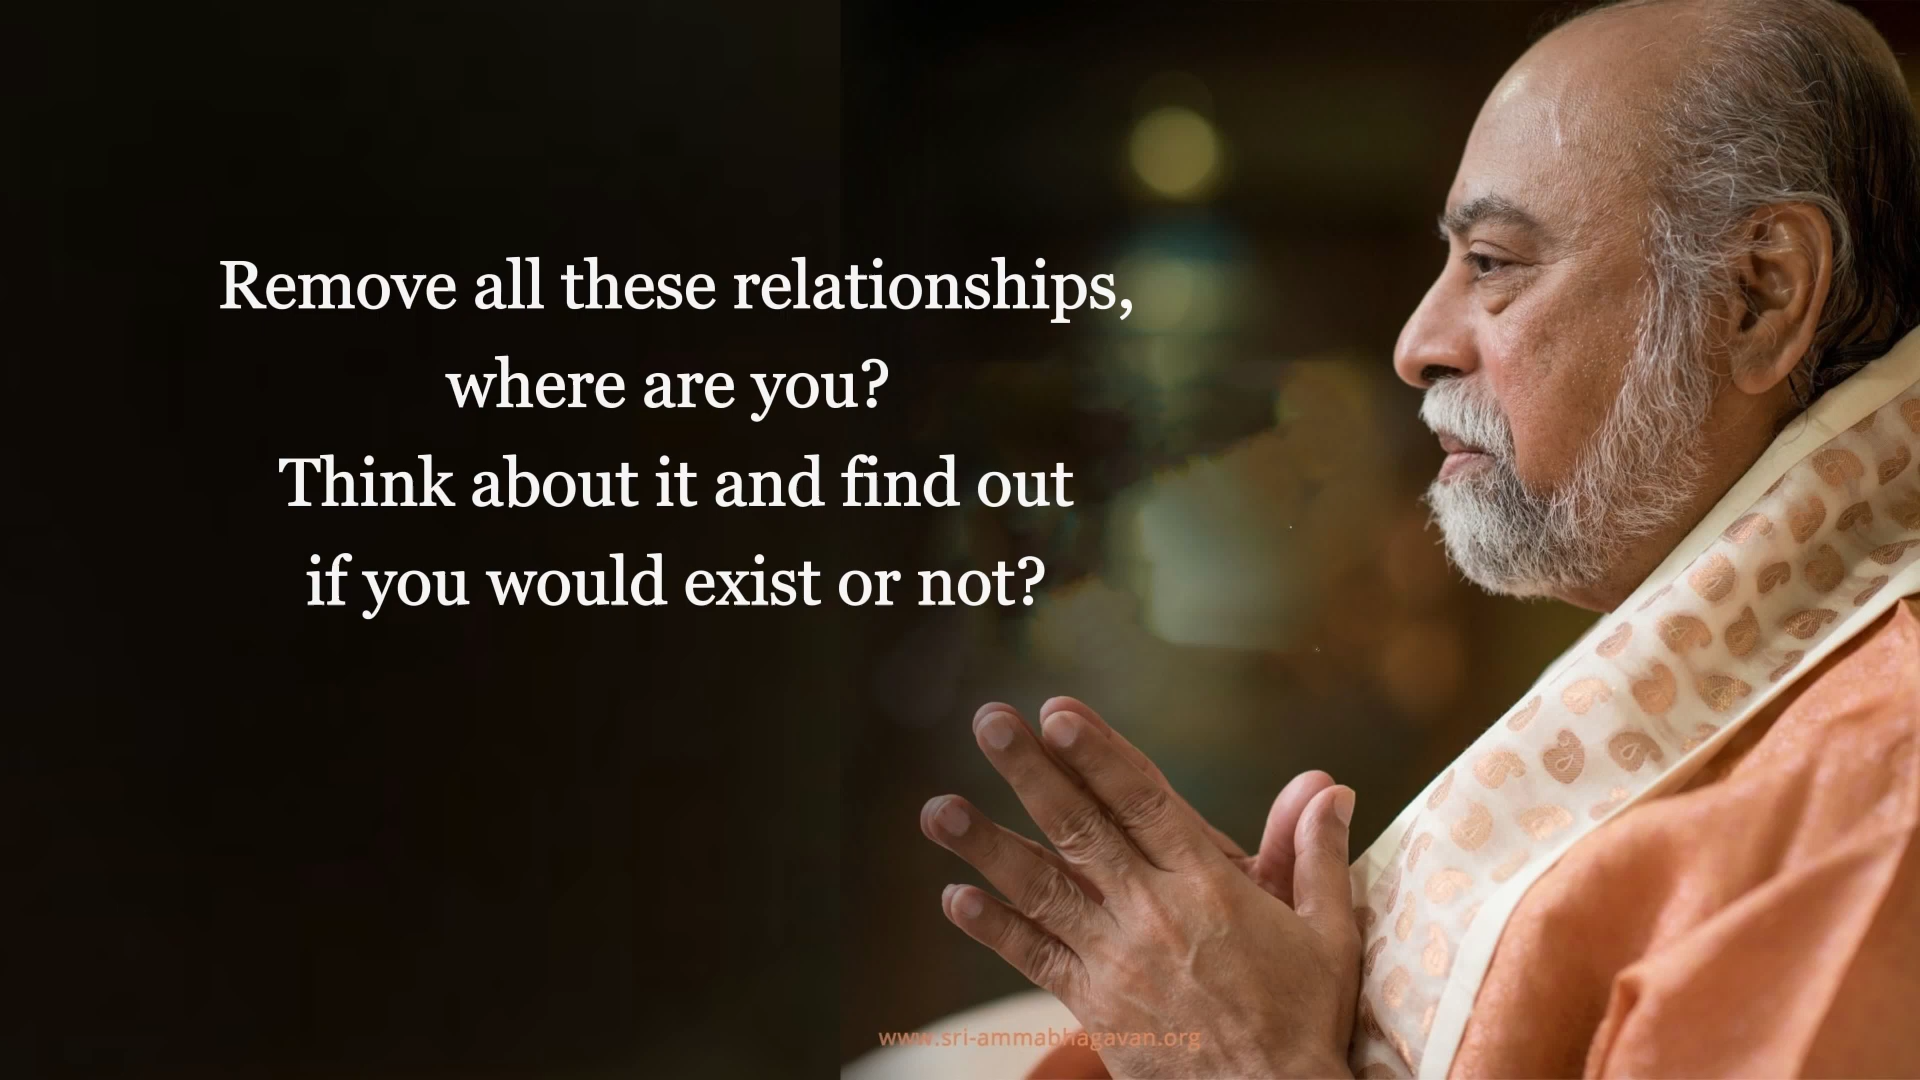 Remove all these relationships,
where are you?
Think about it and find out
if you would exist or not?
www.sri-ammabhagavan.org